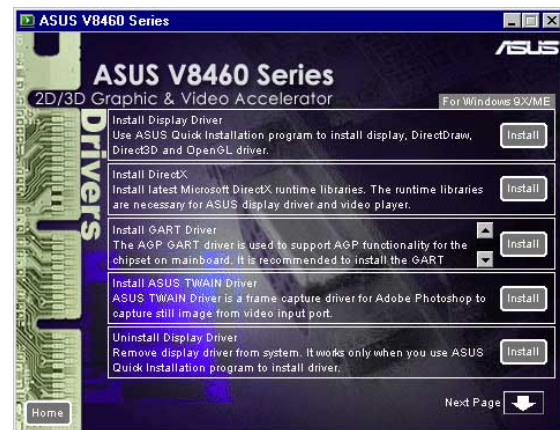 ASUS V8460 Series
ASUS
ASUS V8460 Series
2D/3D Graphic & Video Accelerator
For Windows 9X/ME
Drivers
Install Display Driver
Use ASUS Quick Installation program to install display, DirectDraw,
Direct3D and OpenGL driver.
Install
Install DirectX
Install latest Microsoft DirectX runtime libraries. The runtime libraries
are necessary for ASUS display driver and video player.
Install
Install GART Driver
The AGP GART driver is used to support AGP functionality for the
chipset on mainboard. It is recommended to install the GART
Install
Install ASUS TWAIN Driver
ASUS TWAIN Driver is a frame capture driver for Adobe Photoshop to
capture still image from video input port.
Install
Uninstall Display Driver
Remove display driver from system. It works only when you use ASUS
Quick Installation program to install driver.
Install
Next Page
Home